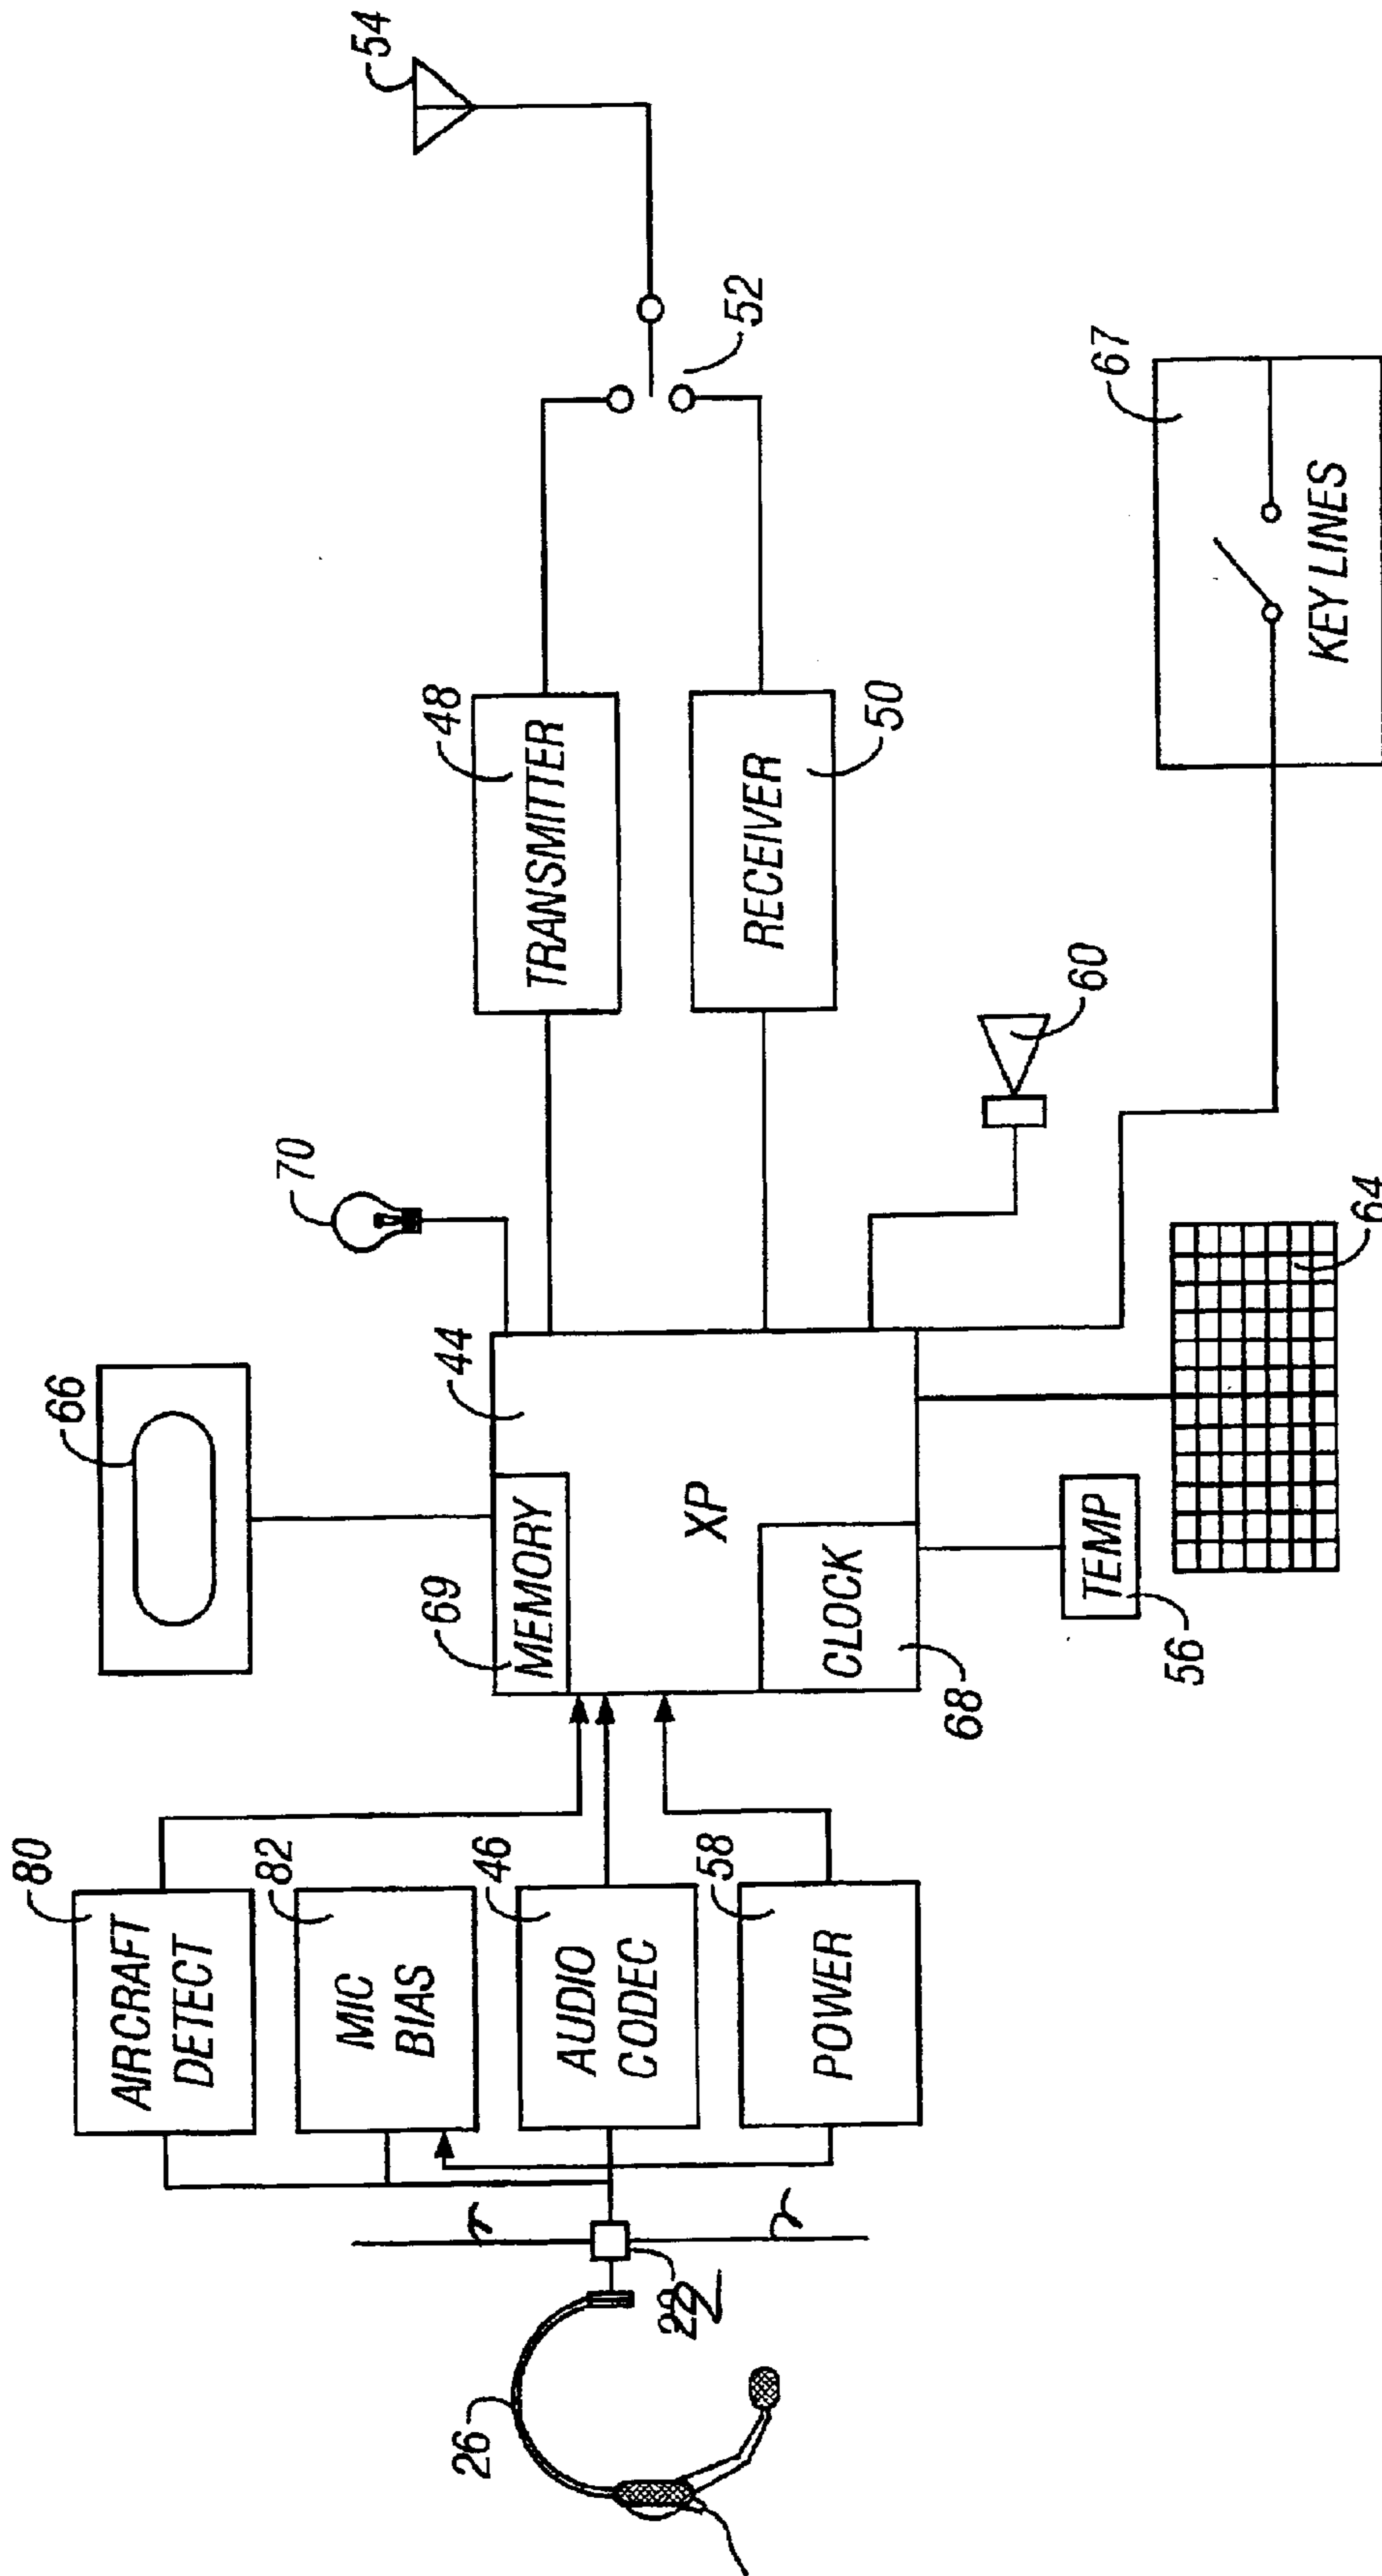 80
66
AIRCRAFT
DETECT
82
70
54
MIC
BIAS
69
44
48
26
46
MEMORY
TRANSMITTER
AUDIO
CODEC
22
58
XP
52
RECEIVER
POWER
CLOCK
50
68
60
TEMP
67
56
KEY LINES
64